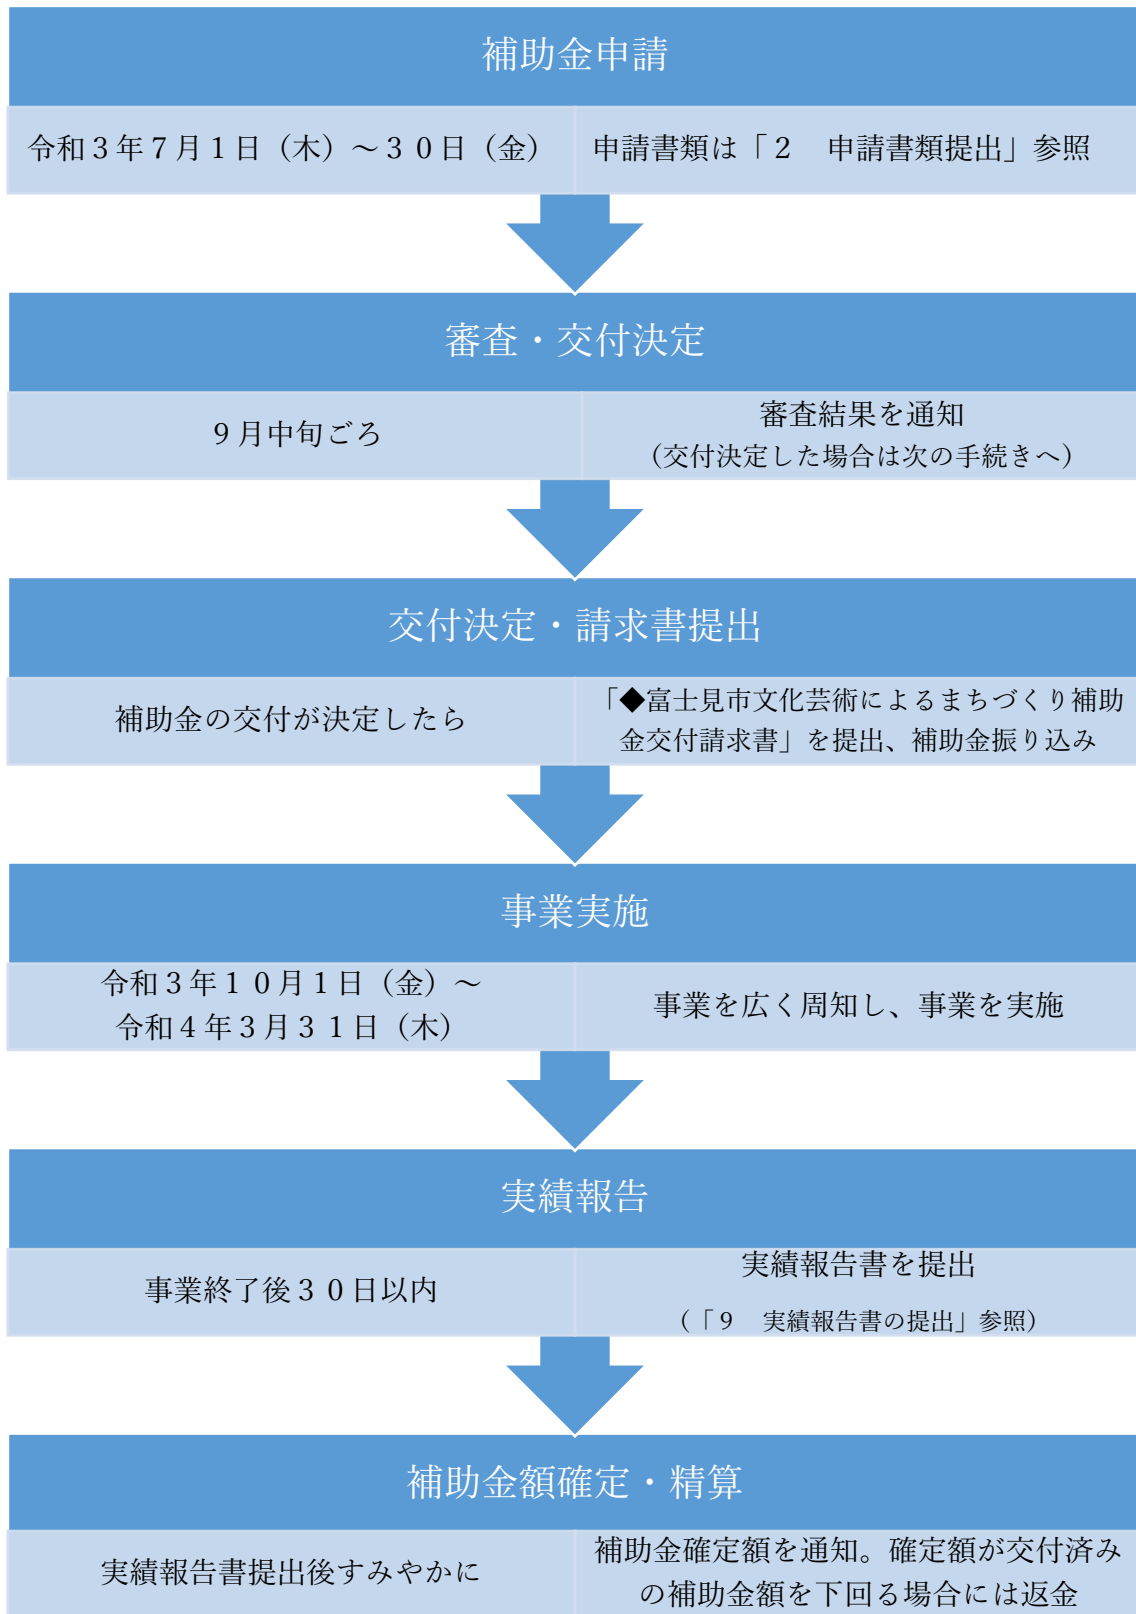 補助金申請
令和３年７月１日（木）～３０日（金）
申請書類は「２　申請書類提出」参照
審査・交付決定
９月中旬ごろ
審査結果を通知
（交付決定した場合は次の手続きへ）
交付決定・請求書提出
補助金の交付が決定したら
「◆富士見市文化芸術によるまちづくり補助
金交付請求書」を提出、補助金振り込み
事業実施
令和３年１０月１日（金）～
令和４年３月３１日（木）
事業を広く周知し、事業を実施
実績報告
事業終了後３０日以内
実績報告書を提出
（「９　実績報告書の提出」参照）
補助金額確定・精算
実績報告書提出後すみやかに
補助金確定額を通知。確定額が交付済み
の補助金額を下回る場合には返金